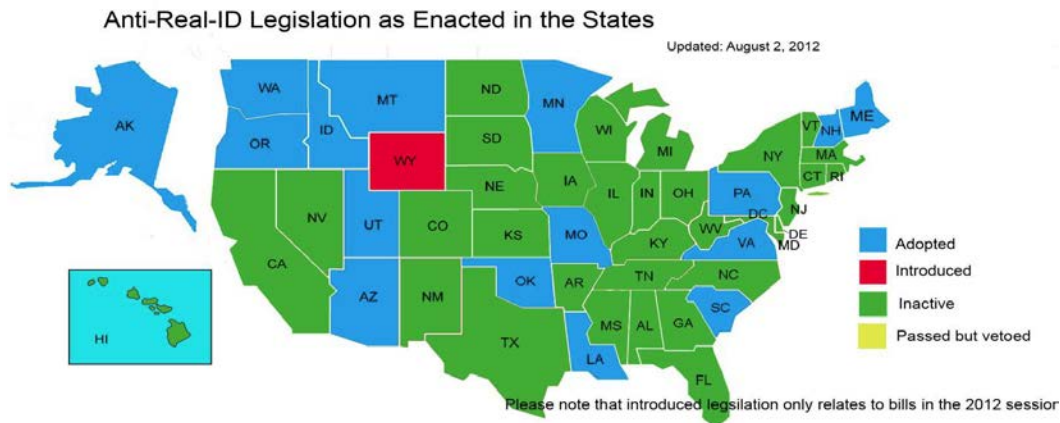 Anti-Real-ID Legislation as Enacted in the States
Updated: August 2, 2012
AK
WA
OR
ID
MT
WY
ND
SD
NE
KS
MN
IA
WI
MI
IL
IN
OH
NY
VT
NH
ME
MA
CT
RI
PA
NJ
DC
DE
MD
WV
VA
NV
UT
CO
CA
AZ
NM
OK
TX
MO
AR
LA
KY
TN
NC
SC
MS
AL
GA
FL
HI
Adopted
Introduced
Inactive
Passed but vetoed
Please note that introduced legsilation only relates to bills in the 2012 session